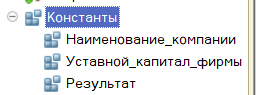 Константы
Наименование_компании
Уставной_капитал_фирмы
Результат